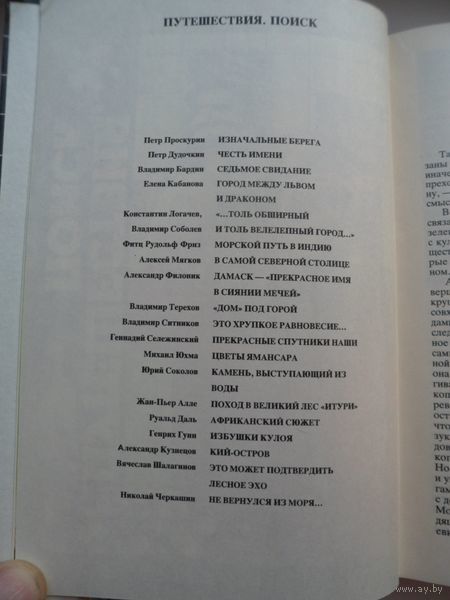 ПУТЕШЕСТВИЯ. ПОИСК
Петр Проскурин ИЗНАЧАЛЬНЫЕ БЕРЕГА
Петр Дудочкин ЧЕСТЬ ИМЕНИ
Владимир Бардин СЕДЬМОЕ СВИДАНИЕ
Елена Кабанова ГОРОД МЕЖДУ ЛЬВОМ
И ДРАКОНОМ
Константин Логачев, «...ТОЛЬ ОБШИРНЫЙ
Владимир Соболев И ТОЛЬ ВЕЛЕЛЕПНЫЙ ГОРОД...»
Фитц Рудольф Фриз МОРСКОЙ ПУТЬ В ИНДИЮ
Алексей Мягков В САМОЙ СЕВЕРНОЙ СТОЛИЦЕ
Александр Филоник ДАМАСК — «ПРЕКРАСНОЕ ИМЯ
В СИЯНИИ МЕЧЕЙ»
Владимир Терехов «ДОМ» ПОД ГОРОЙ
Владимир Ситников ЭТО ХРУПКОЕ РАВНОВЕСИЕ...
Геннадий Сележинский ПРЕКРАСНЫЕ СПУТНИКИ НАШИ
Михаил Юхма ЦВЕТЫ ЯМАНСАРА
Юрий Соколов КАМЕНЬ, ВЫСТУПАЮЩИЙ ИЗ
ВОДЫ
Жан-Пьер Алле ПОХОД В ВЕЛИКИЙ ЛЕС «ИТУРИ»
Руальд Даль АФРИКАНСКИЙ СЮЖЕТ
Генрих Гунн ИЗБУШКИ КУЛОЯ
Александр Кузнецов КИЙ-ОСТРОВ
Вячеслав Шалагинов ЭТО МОЖЕТ ПОДТВЕРДИТЬ
ЛЕСНОЕ ЭХО
Николай Черкашин НЕ ВЕРНУЛСЯ ИЗ МОРЯ...
www.ay.by